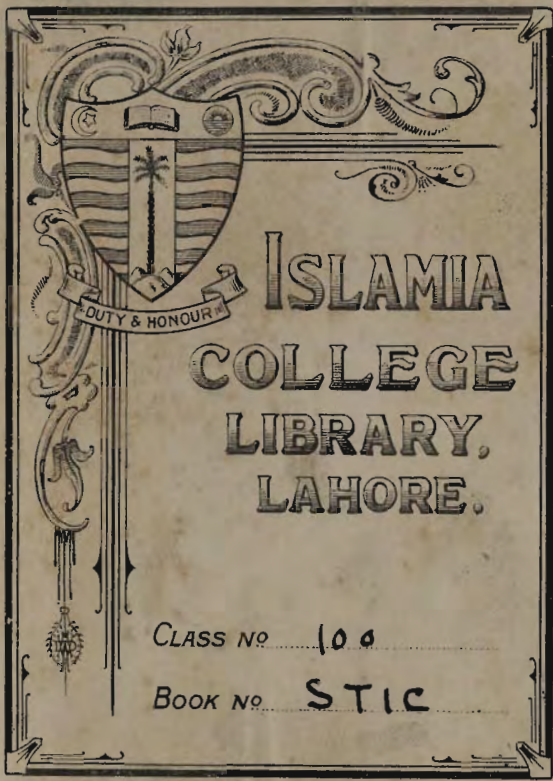 DUTY & HONOUR
ISLAMIA
COLLEGE
LIBRARY,
LAHORE.
CLASS No 100
BOOK No STIC